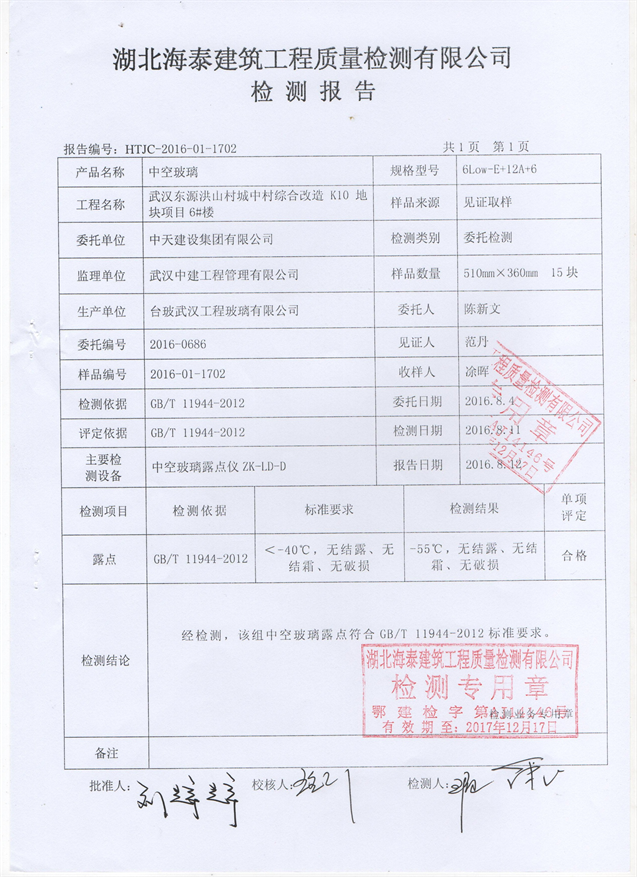 湖北海泰建筑工程质量检测有限公司
检测报告
报告编号：HTJC-2016-01-1702 共1页 第1页
产品名称 中空玻璃 规格型号 6Low-E+12A+6
工程名称 武汉东源洪山村城中村综合改造 K10 地
块项目 6#楼 样品来源 见证取样
委托单位 中天建设集团有限公司 检测类别 委托检测
监理单位 武汉中建工程管理有限公司 样品数量 510mm×360mm 15块
生产单位 台玻武汉工程玻璃有限公司 委托人 陈新文
委托编号 2016-0686 见证人 范丹
样品编号 2016-01-1702 收样人 涂晖
检测依据 GB/T 11944-2012 委托日期 2016.8.4
评定依据 GB/T 11944-2012 检测日期 2016.8.11
主要检
测设备 中空玻璃露点仪 ZK-LD-D 报告日期 2016.8.12
程质量检测有限公司
用章
4146号
12月17日
检测项目 检测依据 标准要求 检测结果 单项
评定
露点 GB/T 11944-2012 <-40℃，无结露、无
结霜、无破损 -55℃，无结露、无结
霜、无破损 合格
检测结论 经检测，该组中空玻璃露点符合 GB/T 11944-2012 标准要求。
湖北海泰建筑工程质量检测有限公司
检测专用章
鄂建检字第
检测业务专用章
有效期至：2017年12月17日
备注
批准人： 校核人： 检测人：